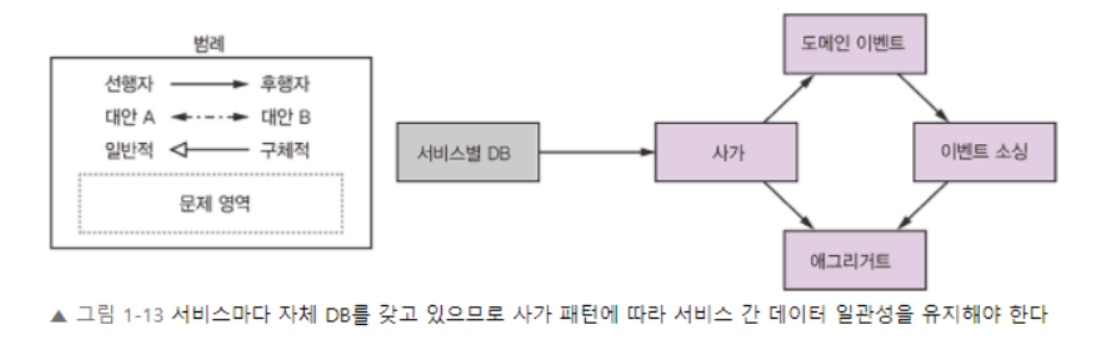 범례
선행자 후행자
대안 A 대안 B
일반적 구체적
문제 영역
서비스별 DB
사가
도메인 이벤트
이벤트 소싱
애그리거트
▲ 그림 1-13 서비스마다 자체 DB를 갖고 있으므로 사가 패턴에 따라 서비스 간 데이터 일관성을 유지해야 한다